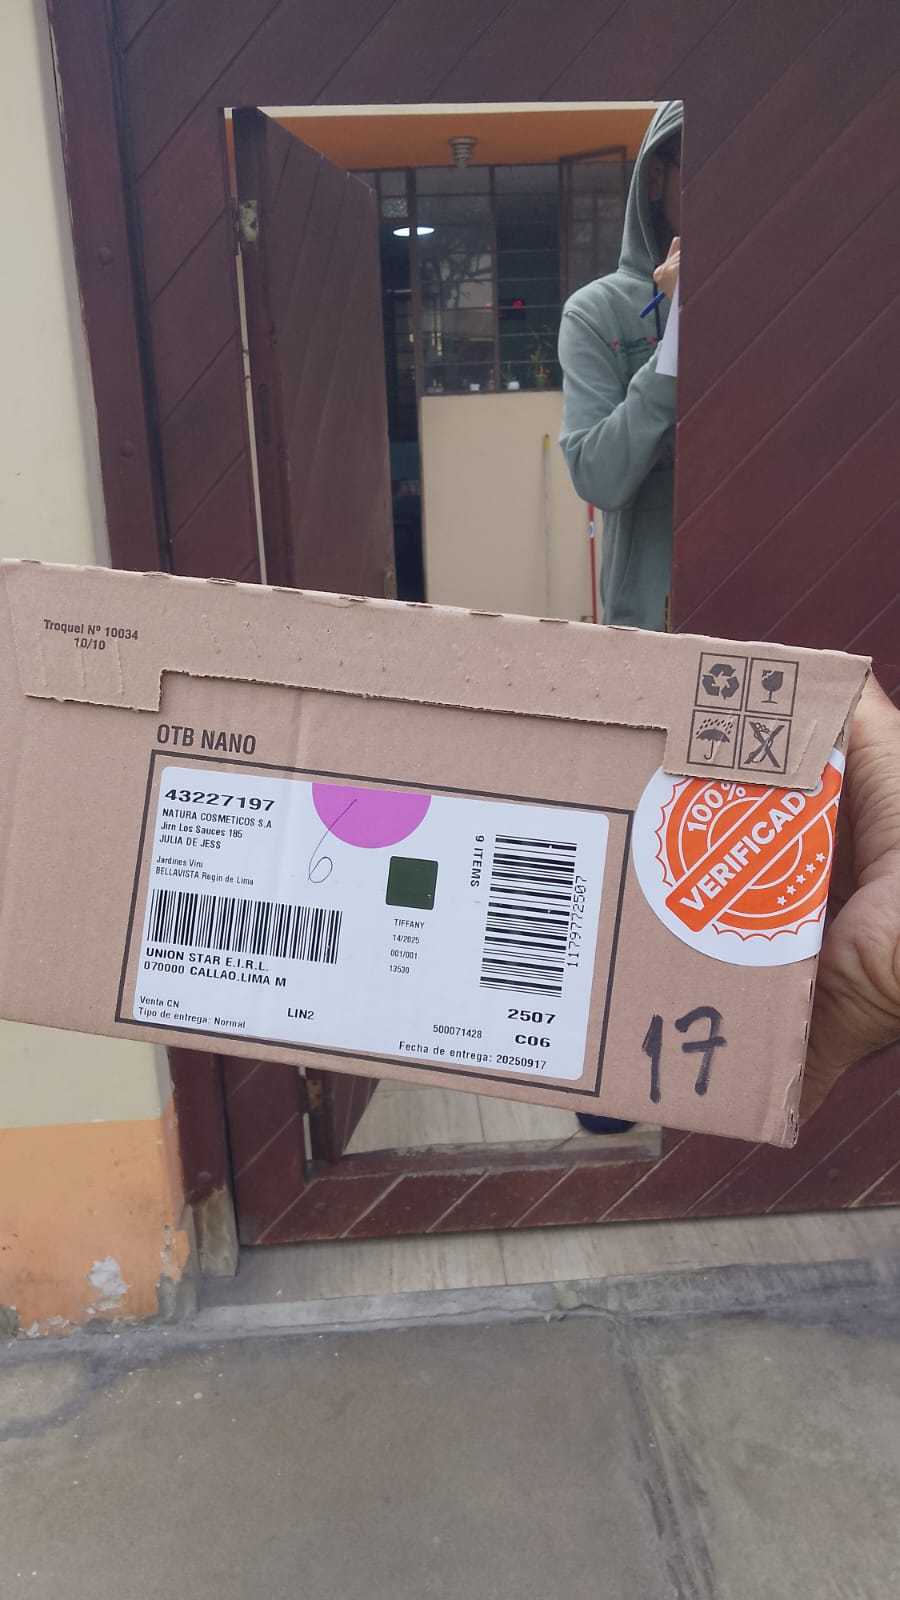 Troquel Nº 10034
10/10
OTB NANO
43227197
NATURA COSMETICOS S.A
Jirn Los Sauces 185
JULIA DE JESS
Jardines Viru
BELLAVISTA Regin de Lima
6
TIFFANY
14/2025
001/001
13530
9 ITEMS
1179772507
UNION STAR E.I.R.L.
070000 CALLAO.LIMA M
Venta CN
Tipo de entrega: Normal
LIN2
500071428
2507
C06
Fecha de entrega: 20250917
100%
VERIFICADO
17